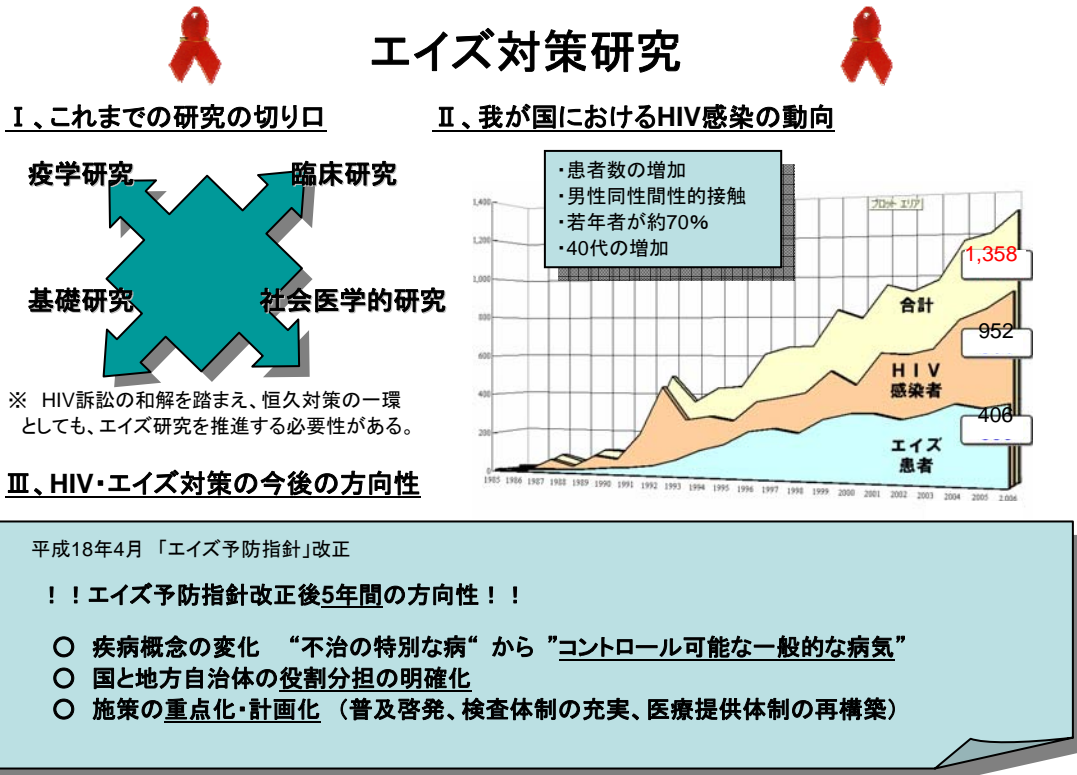 エイズ対策研究
Ⅰ、これまでの研究の切り口
疫学研究
臨床研究
基礎研究
社会医学的研究
※ HIV訴訟の和解を踏まえ、恒久対策の一環
としても、エイズ研究を推進する必要性がある。
Ⅱ、我が国におけるHIV感染の動向
・患者数の増加
・男性同性間性的接触
・若年者が約70%
・40代の増加
プロット エリア
1,400
1,200
1,000
800
600
400
200
0
1,358
合計
952
HIV
感染者
406
エイズ
患者
1985 1986 1987 1988 1989 1990 1991 1992 1993 1994 1995 1996 1997 1998 1999 2000 2001 2002 2003 2004 2005 2006
Ⅲ、HIV・エイズ対策の今後の方向性
平成18年4月 「エイズ予防指針」改正
！！エイズ予防指針改正後5年間の方向性！！
○ 疾病概念の変化 “不治の特別な病“ から ”コントロール可能な一般的な病気”
○ 国と地方自治体の役割分担の明確化
○ 施策の重点化・計画化 （普及啓発、検査体制の充実、医療提供体制の再構築）